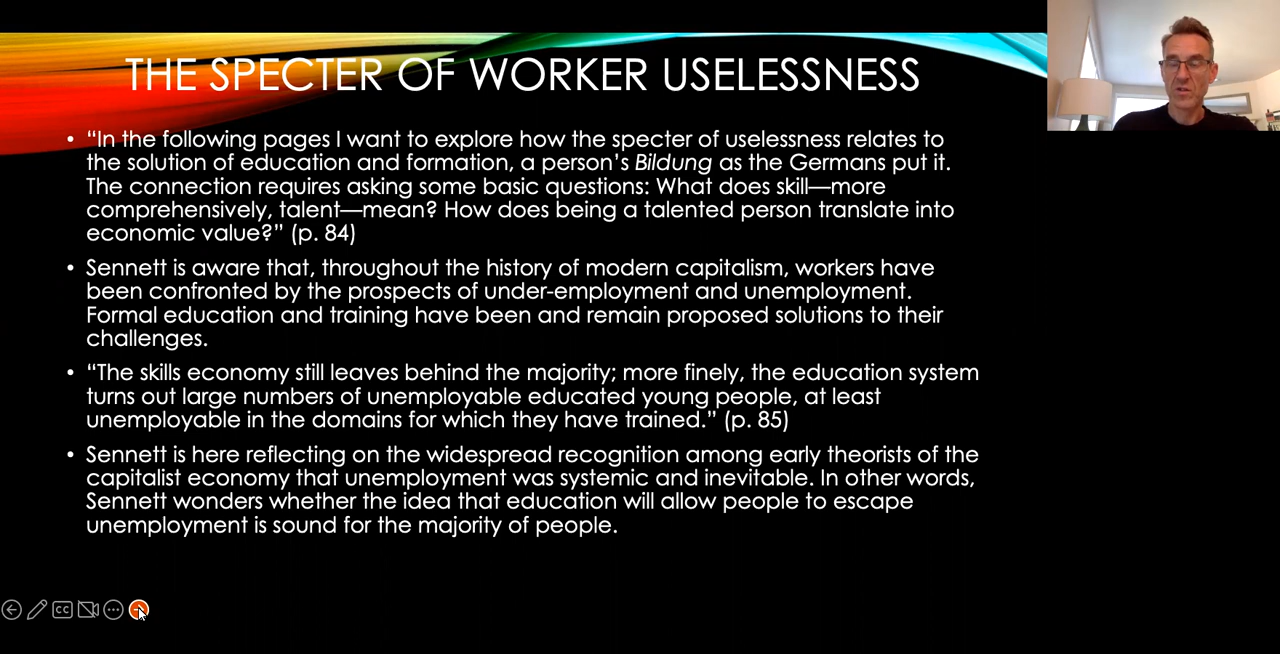 THE SPECTER OF WORKER USELESSNESS
• “In the following pages I want to explore how the specter of uselessness relates to
the solution of education and formation, a person’s Bildung as the Germans put it.
The connection requires asking some basic questions: What does skill—more
comprehensively, talent—mean? How does being a talented person translate into
economic value?” (p. 84)
• Sennett is aware that, throughout the history of modern capitalism, workers have
been confronted by the prospects of under-employment and unemployment.
Formal education and training have been and remain proposed solutions to their
challenges.
• “The skills economy still leaves behind the majority; more finely, the education system
turns out large numbers of unemployable educated young people, at least
unemployable in the domains for which they have trained.” (p. 85)
• Sennett is here reflecting on the widespread recognition among early theorists of the
capitalist economy that unemployment was systemic and inevitable. In other words,
Sennett wonders whether the idea that education will allow people to escape
unemployment is sound for the majority of people.
CC